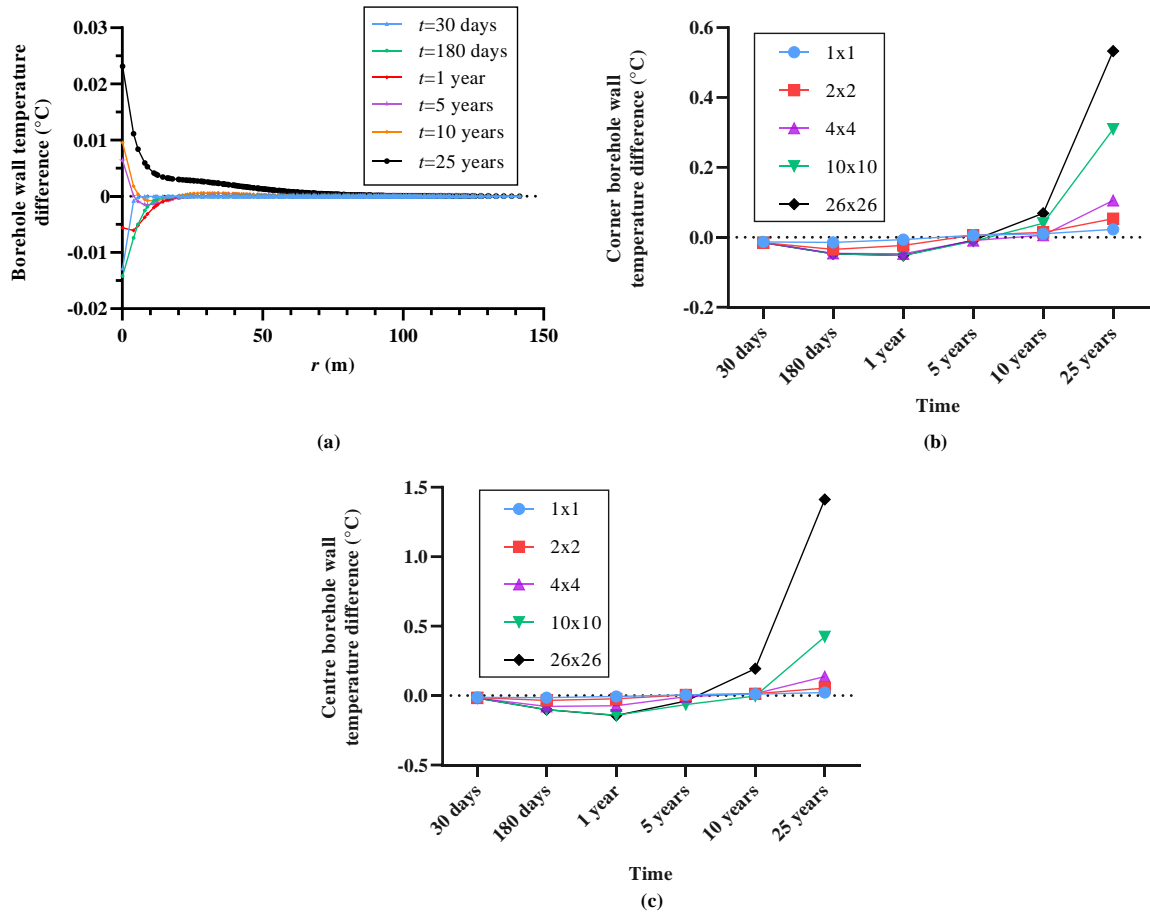 Borehole wall temperature
difference (°C)
0.03
0.02
0.01
0
-0.01
-0.02
0
50
100
150
r (m)
t=30 days
t=180 days
t=1 year
t=5 years
t=10 years
t=25 years
(a)
Corner borehole wall
temperature difference (°C)
0.6
0.4
0.2
0.0
-0.2
1x1
2x2
4x4
10x10
26x26
30 days
180 days
1 year
5 years
10 years
25 years
Time
(b)
Centre borehole wall
temperature difference (°C)
1.5
1.0
0.5
0.0
-0.5
1x1
2x2
4x4
10x10
26x26
30 days
180 days
1 year
5 years
10 years
25 years
Time
(c)